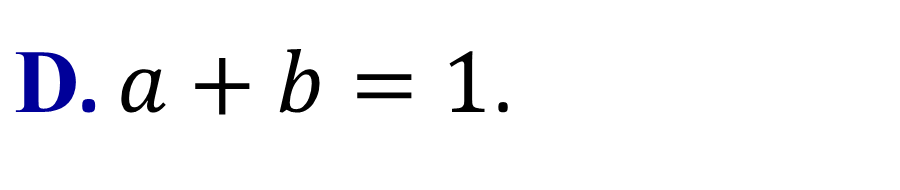 D. a + b = 1.